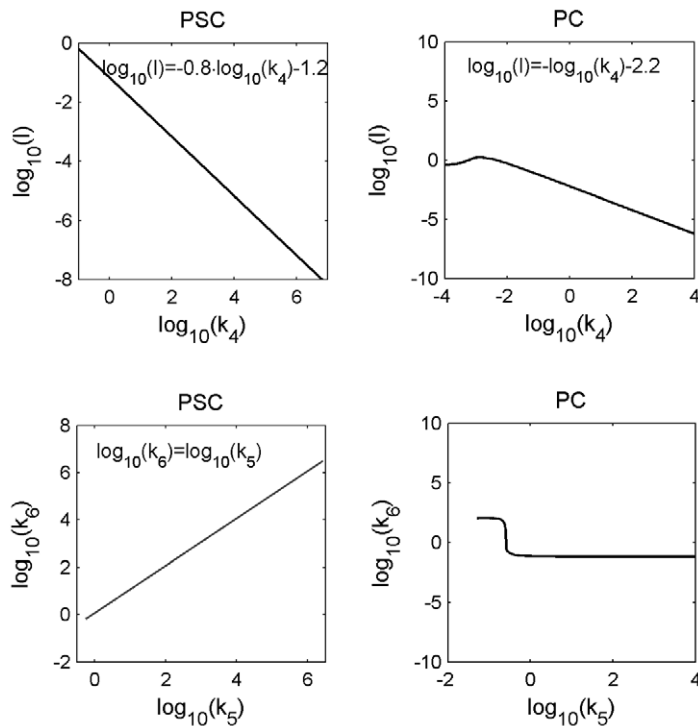 PSC
log₁₀(I)=-0.8·log₁₀(k₄)-1.2
0
-2
-4
-6
-8
0
2
4
6
log₁₀(I)
log₁₀(k₄)
PC
log₁₀(I)=-log₁₀(k₄)-2.2
10
5
0
-5
-10
-4
-2
0
2
4
log₁₀(I)
log₁₀(k₄)
PSC
log₁₀(k₆)=log₁₀(k₅)
8
6
4
2
0
-2
0
2
4
6
log₁₀(k₆)
log₁₀(k₅)
PC
10
5
0
-5
-10
-2
0
2
4
log₁₀(k₆)
log₁₀(k₅)